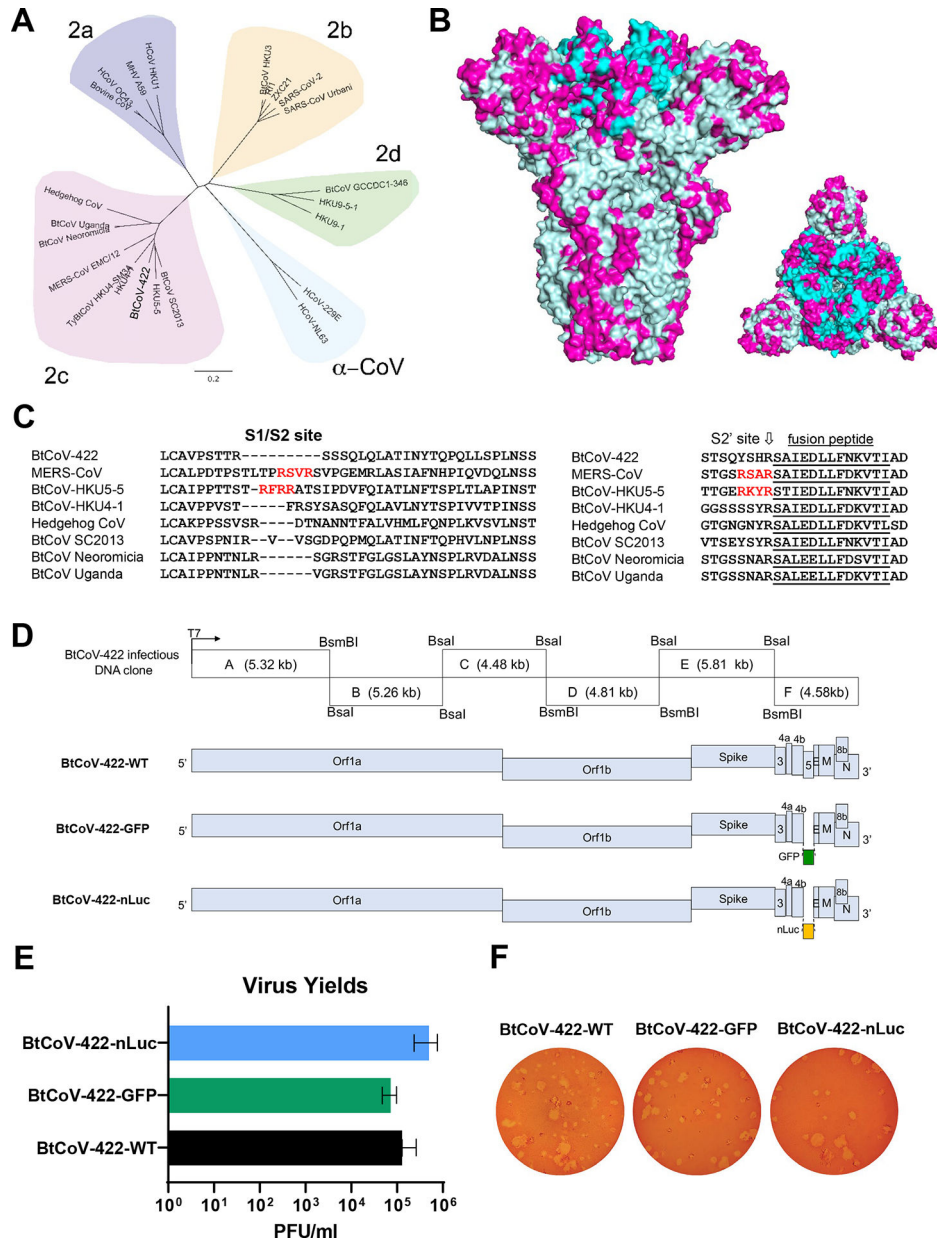 A
2a
2b
2c
2d
α-CoV
HCoV HKU1
MHV A59
HCoV OC43
Bovine CoV
BtCoV HKU3
Rf1
ZXC21
SARS-CoV-2
SARS-CoV Urbani
BtCoV GCCDC1-346
HKU9-5-1
HKU9-1
HCoV-229E
HCoV-NL63
Hedgehog CoV
BtCoV Uganda
BtCoV Neoromicia
MERS-CoV EMC/12
TyBtCoV HKU4-SM3A
HKU4-1
BtCoV-422
HKU5-5
BtCoV SC2013
0.2
B
C
S1/S2 site
BtCoV-422 LCAVPSTTR----------SSSQLQLATINYTQPQLLSPLNSS
MERS-CoV LCALPDTPSTLTPRSVRSVPGEMRLASIAFNHPIQVDQLNSS
BtCoV-HKU5-5 LCAIPPTTST-RFRRATSIPDVFQIATLNFTSPLTLAPINSS
BtCoV-HKU4-1 LCAVPPVST-----FRSYSASQFQLAVLNYTSPIVVTPINSS
Hedgehog CoV LCAKPPSSVSR------DTNANNTFALVHMLFQNPLKVSVLNST
BtCoV SC2013 LCAVSPNIR--V--VSGDPQPMQLATINFTQPHVLNPLNSS
BtCoV Neoromicia LCAIPPNTNLR------SGRSTFGLGSLAYNSPLRVDALNSS
BtCoV Uganda LCAIPPNTNLR------VGRSTFGLGSLAYNSPLRVDALNSS
S2' site ⇩ fusion peptide
BtCoV-422 STSQYSHRSAIEDLLFNKVTIAD
MERS-CoV STGSRSARSAIEDLLFDKVTIAD
BtCoV-HKU5-5 TTGERKYRSTIEDLLFNKVTIAD
BtCoV-HKU4-1 GGSSSSYRSAIEDLLFDKVTIAD
Hedgehog CoV GTGNGNYRSAIEDLLFDKVTLSD
BtCoV SC2013 VTSEYSYRSAIEDLLFDKVTIAD
BtCoV Neoromicia STGSSNARSALEELLFDSVTIAD
BtCoV Uganda STGSSNARSALEDLLFDKVTIAD
D
T7
BtCoV-422 infectious
DNA clone
BsmBI
BsaI
BsaI
BsaI
BsaI
A (5.32 kb)
C (4.48 kb)
E (5.81 kb)
B (5.26 kb)
D (4.81 kb)
F (4.58kb)
BsaI
BsaI
BsmBI
BsmBI
BsmBI
BtCoV-422-WT 5' Orf1a Orf1b Spike 3 4a 4b 5 E M 8b N 3'
BtCoV-422-GFP 5' Orf1a Orf1b Spike 3 4a 4b E M 8b N 3'
GFP
BtCoV-422-nLuc 5' Orf1a Orf1b Spike 3 4a 4b E M 8b N 3'
nLuc
E
Virus Yields
BtCoV-422-nLuc
BtCoV-422-GFP
BtCoV-422-WT
10⁰ 10¹ 10² 10³ 10⁴ 10⁵ 10⁶
PFU/ml
F
BtCoV-422-WT BtCoV-422-GFP BtCoV-422-nLuc